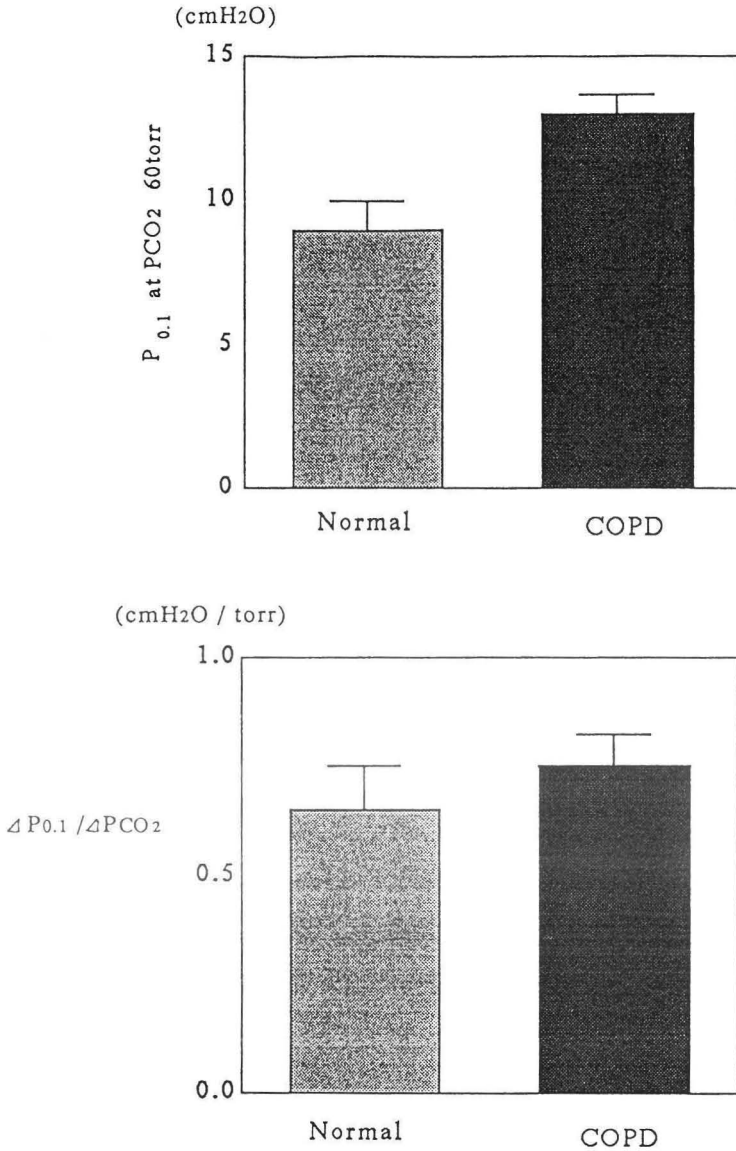 (cmH2O)
15
10
5
0
P0.1 at PCO2 60torr
Normal
COPD
(cmH2O / torr)
1.0
0.5
0.0
⊿P0.1 /⊿PCO2
Normal
COPD